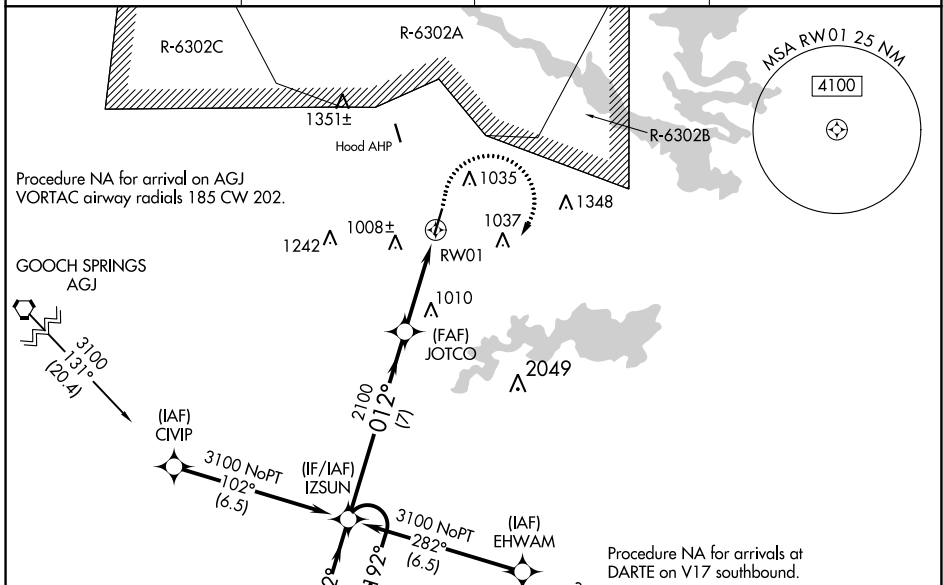 R-6302C
R-6302A
MSA RW01 25 NM
4100
1351±
R-6302B
Hood AHP
Procedure NA for arrival on AGJ
VORTAC airway radials 185 CW 202.
1035
1348
1008±
1037
1242
RW01
GOOCH SPRINGS
AGJ
1010
(FAF)
JOTCO
3100
131°
(20.4)
2049
2100
012°
(7)
(IAF)
CIVIP
3100 NoPT
102°
(6.5)
(IF/IAF)
IZSUN
3100 NoPT
282°
(6.5)
(IAF)
EHWAM
Procedure NA for arrivals at
DARTE on V17 southbound.